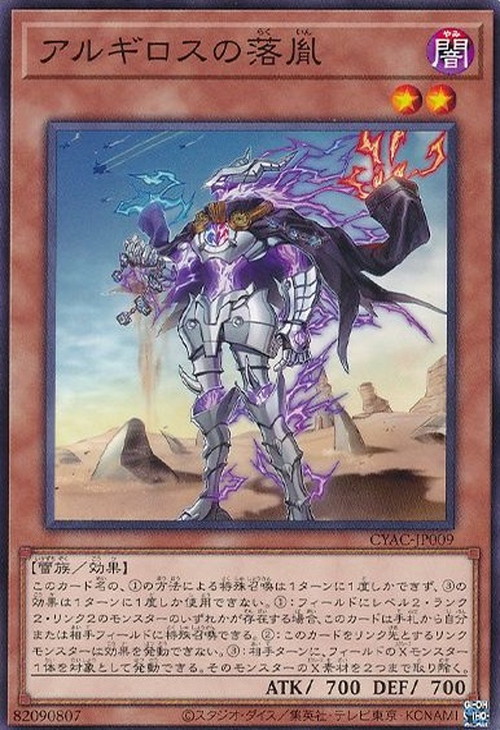 アルギロスの落胤
闇
CYAC-JP009
【雷族／効果】
このカード名の、①の方法による特殊召喚は1ターンに1度しかできず、③の
効果は1ターンに1度しか使用できない。①：フィールドにレベル2・ランク
2・リンク2のモンスターのいずれかが存在する場合、このカードは手札から自分
または相手フィールドに特殊召喚できる。②：このカードをリンク先とするリンク
モンスターは効果を発動できない。③：相手ターンに、フィールドのXモンスター
1体を対象として発動できる。そのモンスターのX素材を2つまで取り除く。
ATK/ 700 DEF/ 700
82090807 ©スタジオ・ダイス／集英社・テレビ東京・KONAMI